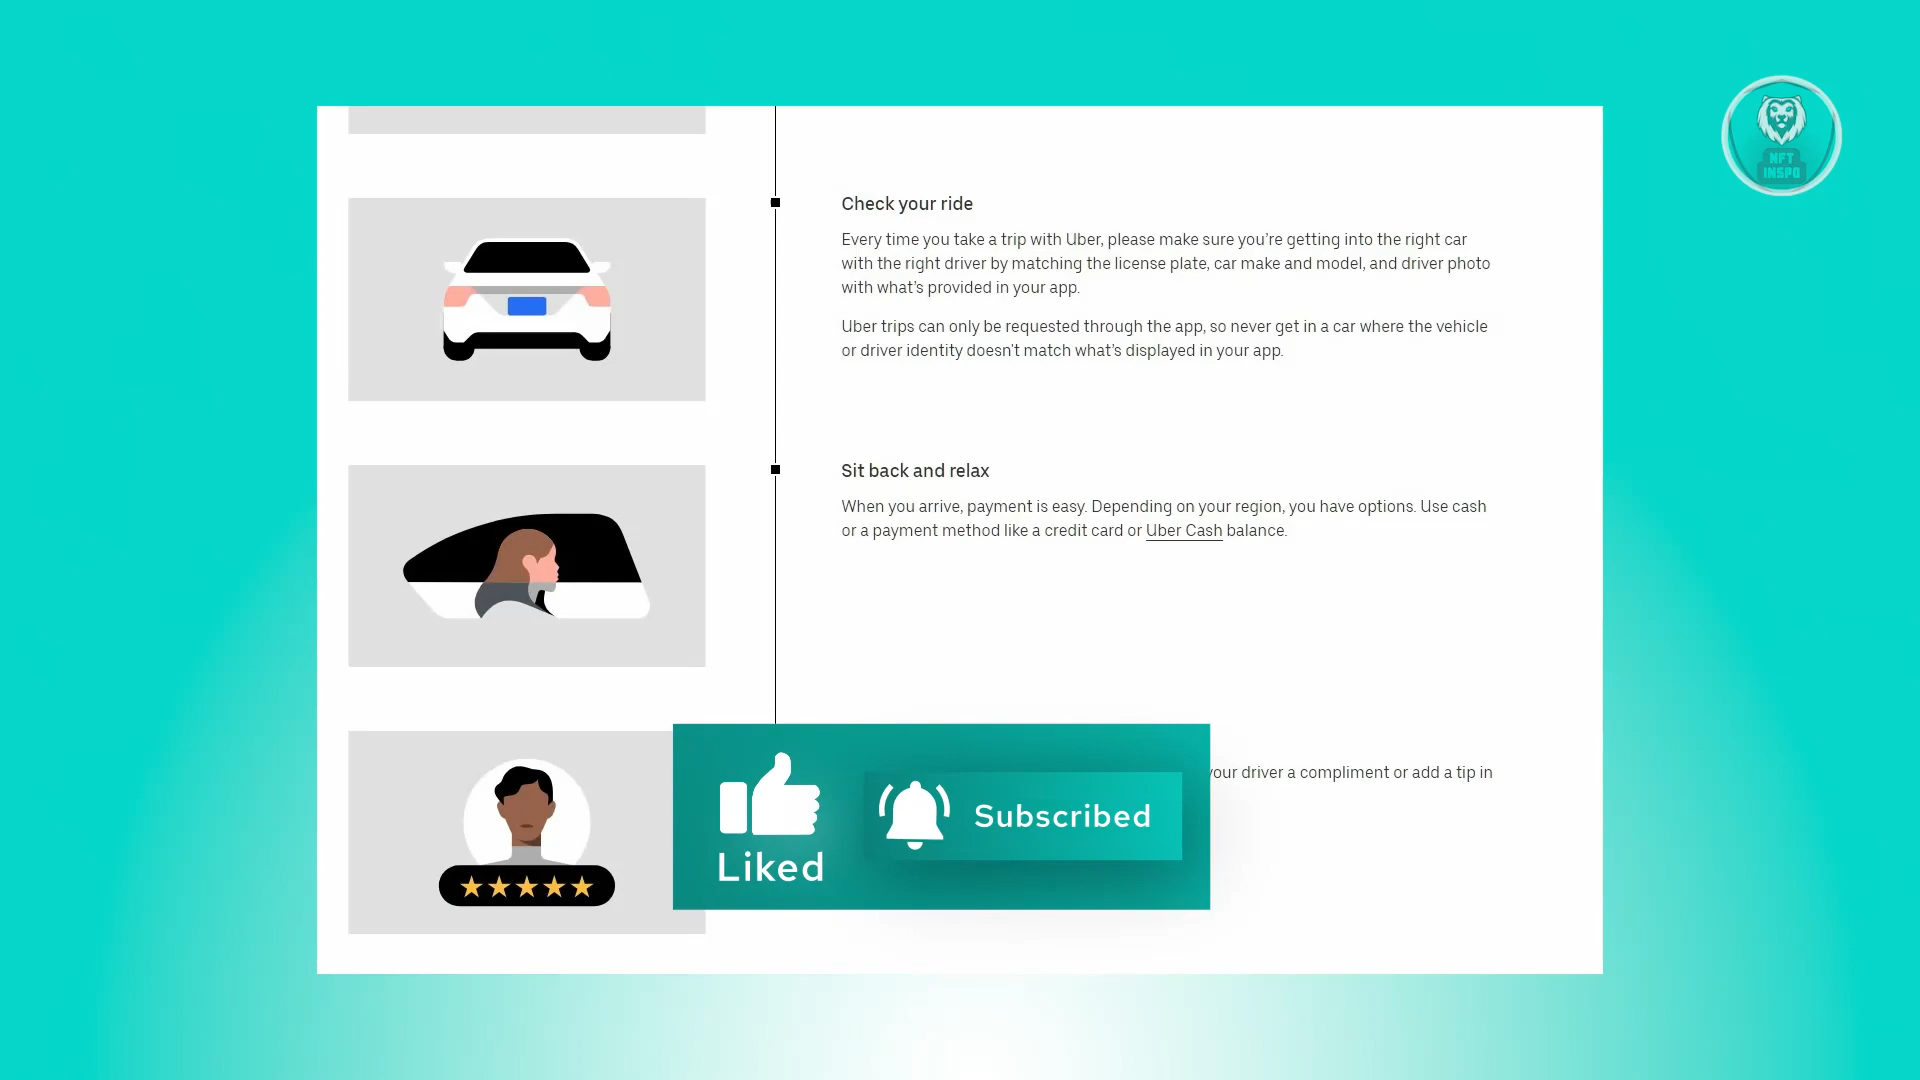 NFT
INSPO
Check your ride
Every time you take a trip with Uber, please make sure you’re getting into the right car
with the right driver by matching the license plate, car make and model, and driver photo
with what’s provided in your app.
Uber trips can only be requested through the app, so never get in a car where the vehicle
or driver identity doesn’t match what’s displayed in your app.
Sit back and relax
When you arrive, payment is easy. Depending on your region, you have options. Use cash
or a payment method like a credit card or Uber Cash balance.
your driver a compliment or add a tip in
Liked
Subscribed